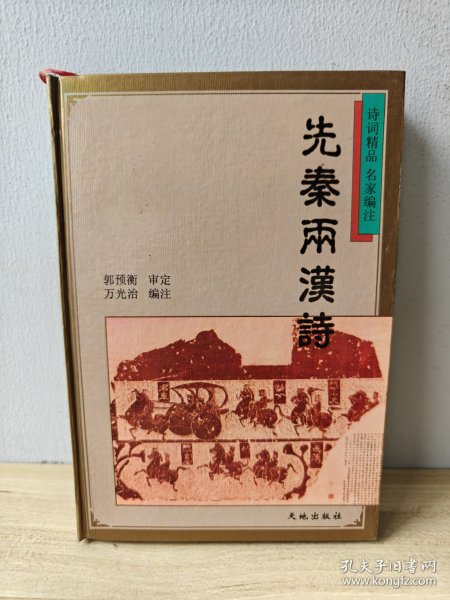 诗词精品 名家编注
先秦两漢詩
郭预衡 审定
万光治 编注
天地出版社
孔夫子旧书网
www.kongfz.com